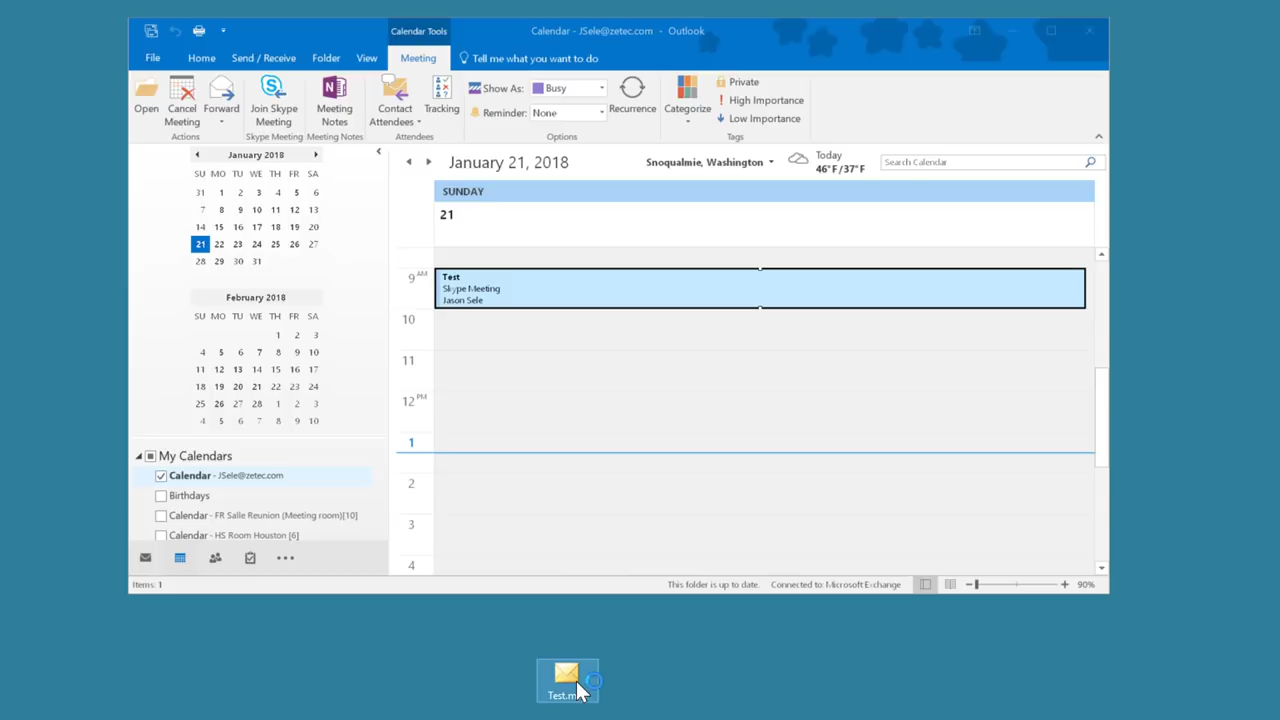 Calendar Tools
Calendar - JSele@zetec.com - Outlook
File Home Send / Receive Folder View Meeting Tell me what you want to do
Open Cancel Meeting Forward
Actions
Join Skype Meeting
Skype Meeting
Meeting Notes
Meeting Notes
Contact Attendees Tracking
Attendees
Show As: Busy
Reminder: None
Recurrence
Options
Categorize
Private
High Importance
Low Importance
Tags
January 2018
SU MO TU WE TH FR SA
31 1 2 3 4 5 6
7 8 9 10 11 12 13
14 15 16 17 18 19 20
21 22 23 24 25 26 27
28 29 30 31
February 2018
SU MO TU WE TH FR SA
1 2 3
4 5 6 7 8 9 10
11 12 13 14 15 16 17
18 19 20 21 22 23 24
25 26 27 28 1 2 3
4 5 6 7 8 9 10
My Calendars
Calendar - JSele@zetec.com
Birthdays
Calendar - FR Salle Reunion (Meeting room)[10]
Calendar - HS Room Houston [6]
January 21, 2018
Snoqualmie, Washington
Today
46°F/37°F
Search Calendar
SUNDAY
21
9 AM
Test
Skype Meeting
Jason Sele
10
11
12 PM
1
2
3
4
Items: 1
This folder is up to date.
Connected to: Microsoft Exchange
90%